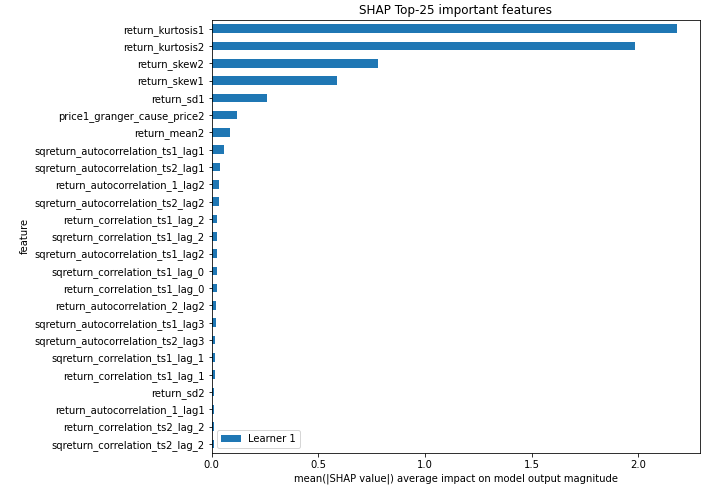 SHAP Top-25 important features
return_kurtosis1
return_kurtosis2
return_skew2
return_skew1
return_sd1
price1_granger_cause_price2
return_mean2
sqreturn_autocorrelation_ts1_lag1
sqreturn_autocorrelation_ts2_lag1
return_autocorrelation_1_lag2
sqreturn_autocorrelation_ts2_lag2
return_correlation_ts1_lag_2
sqreturn_correlation_ts1_lag_2
sqreturn_autocorrelation_ts1_lag2
sqreturn_correlation_ts1_lag_0
return_correlation_ts1_lag_0
return_autocorrelation_2_lag2
sqreturn_autocorrelation_ts1_lag3
sqreturn_autocorrelation_ts2_lag3
sqreturn_correlation_ts1_lag_1
return_correlation_ts1_lag_1
return_sd2
return_autocorrelation_1_lag1
return_correlation_ts2_lag_2
sqreturn_correlation_ts2_lag_2
feature
Learner 1
0.0 0.5 1.0 1.5 2.0
mean(|SHAP value|) average impact on model output magnitude